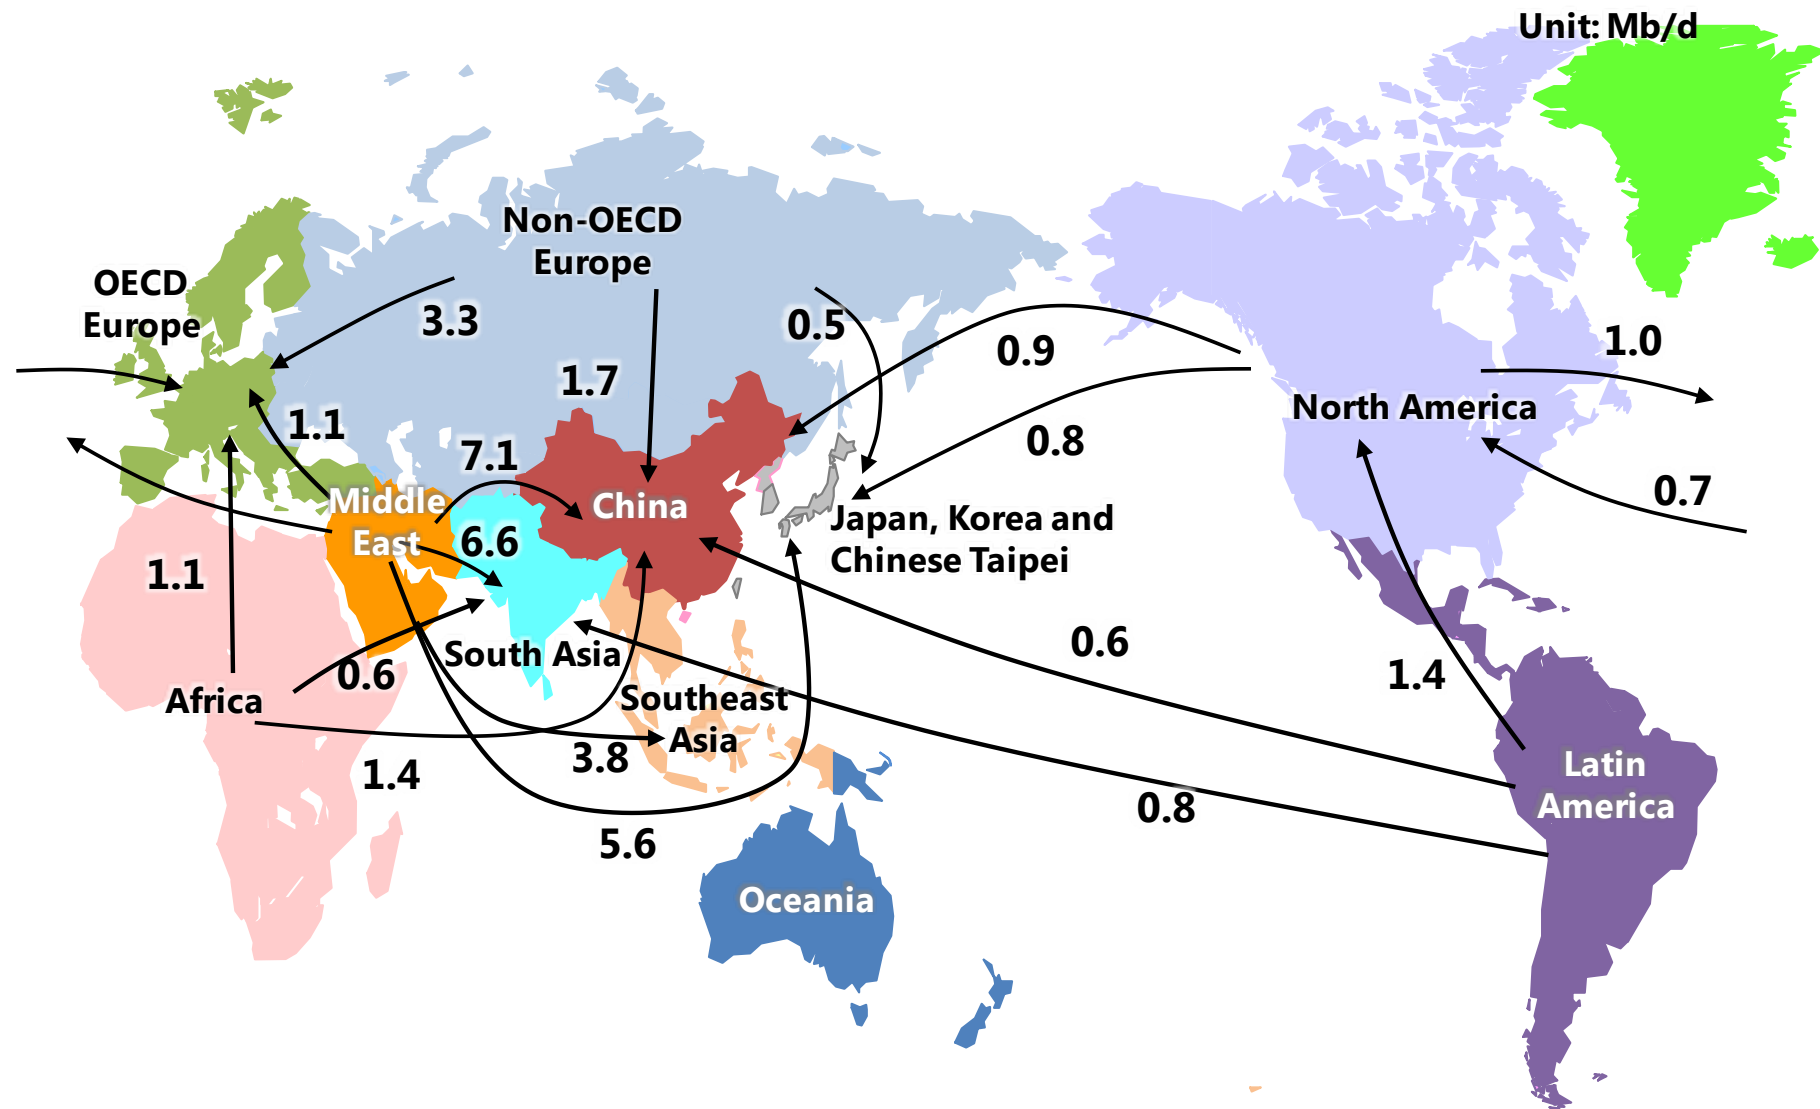 Unit: Mb/d
Non-OECD
Europe
OECD
Europe
3.3
0.5
0.9
1.0
1.7
North America
1.1
0.8
7.1
0.7
Middle
East
China
6.6
Japan, Korea and
Chinese Taipei
1.1
South Asia
0.6
0.6
1.4
Africa
Southeast
Asia
3.8
1.4
Latin
America
0.8
5.6
Oceania